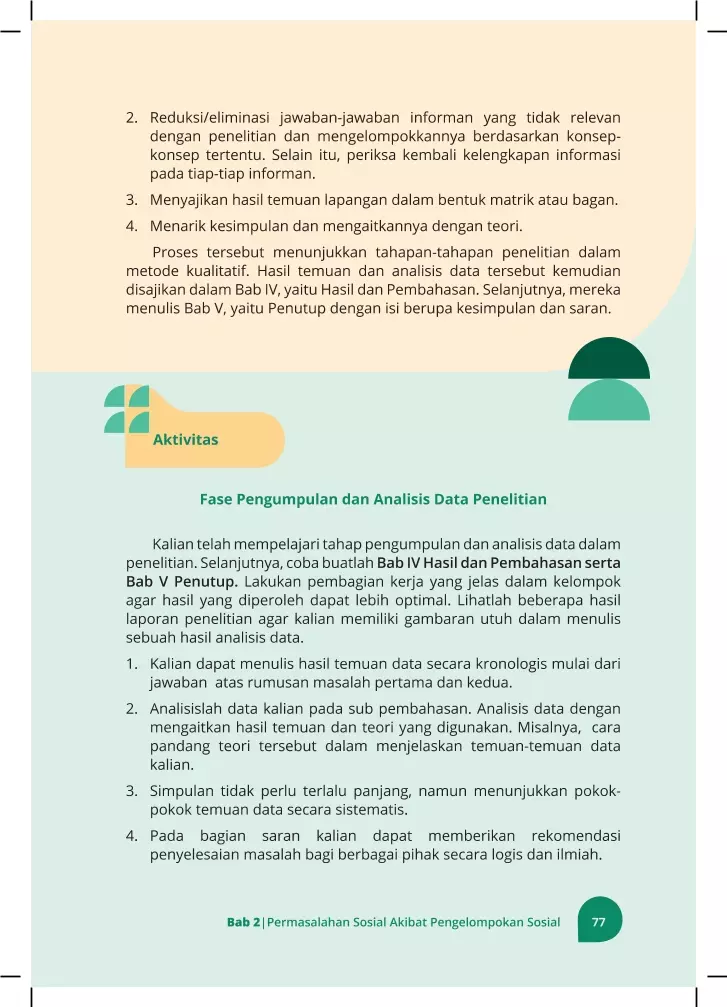 2. Reduksi/eliminasi jawaban-jawaban informan yang tidak relevan
dengan penelitian dan mengelompokkannya berdasarkan konsep-
konsep tertentu. Selain itu, periksa kembali kelengkapan informasi
pada tiap-tiap informan.
3. Menyajikan hasil temuan lapangan dalam bentuk matrik atau bagan.
4. Menarik kesimpulan dan mengaitkannya dengan teori.
Proses tersebut menunjukkan tahapan-tahapan penelitian dalam
metode kualitatif. Hasil temuan dan analisis data tersebut kemudian
disajikan dalam Bab IV, yaitu Hasil dan Pembahasan. Selanjutnya, mereka
menulis Bab V, yaitu Penutup dengan isi berupa kesimpulan dan saran.
Aktivitas
Fase Pengumpulan dan Analisis Data Penelitian
Kalian telah mempelajari tahap pengumpulan dan analisis data dalam
penelitian. Selanjutnya, coba buatlah Bab IV Hasil dan Pembahasan serta
Bab V Penutup. Lakukan pembagian kerja yang jelas dalam kelompok
agar hasil yang diperoleh dapat lebih optimal. Lihatlah beberapa hasil
laporan penelitian agar kalian memiliki gambaran utuh dalam menulis
sebuah hasil analisis data.
1. Kalian dapat menulis hasil temuan data secara kronologis mulai dari
jawaban atas rumusan masalah pertama dan kedua.
2. Analisislah data kalian pada sub pembahasan. Analisis data dengan
mengaitkan hasil temuan dan teori yang digunakan. Misalnya, cara
pandang teori tersebut dalam menjelaskan temuan-temuan data
kalian.
3. Simpulan tidak perlu terlalu panjang, namun menunjukkan pokok-
pokok temuan data secara sistematis.
4. Pada bagian saran kalian dapat memberikan rekomendasi
penyelesaian masalah bagi berbagai pihak secara logis dan ilmiah.
Bab 2|Permasalahan Sosial Akibat Pengelompokan Sosial 77